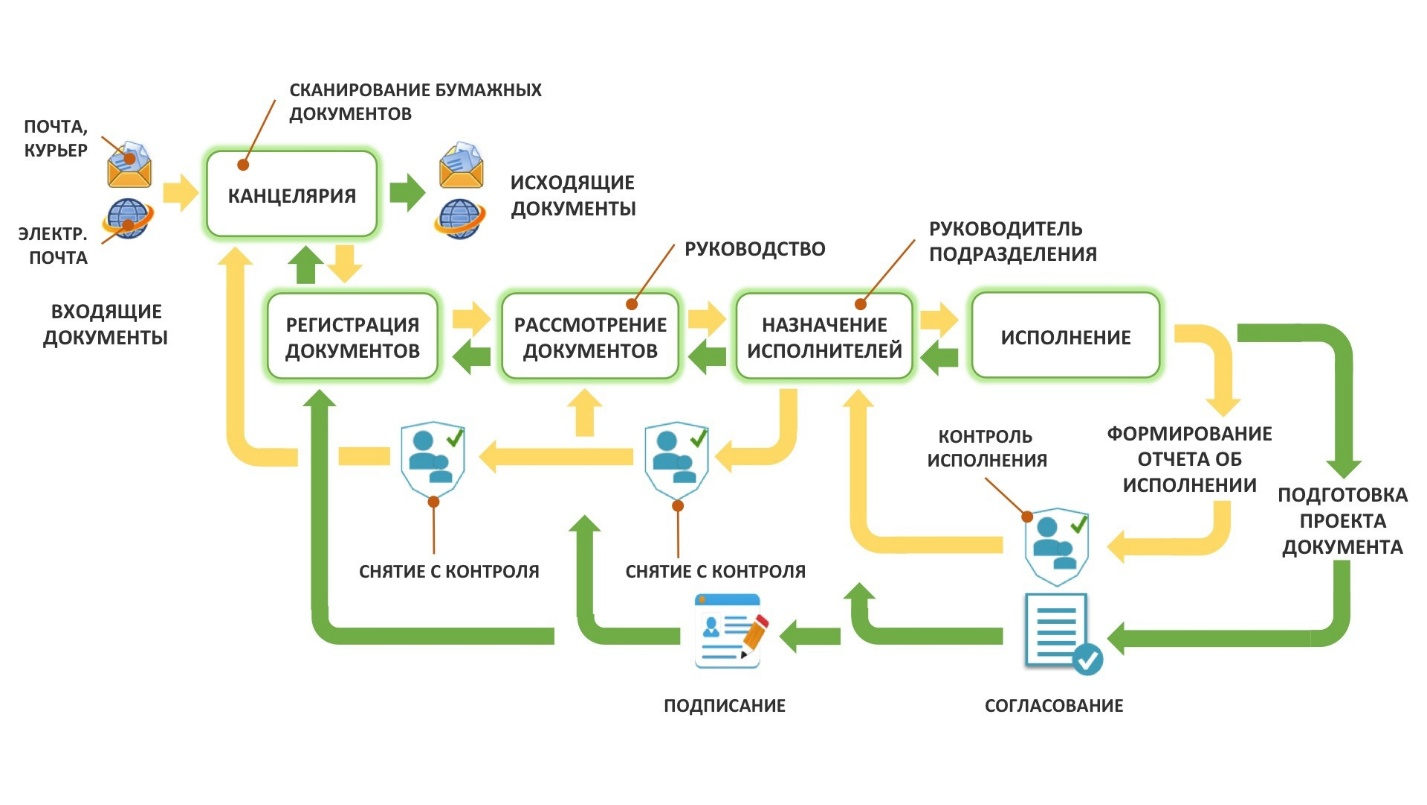 СКАНИРОВАНИЕ БУМАЖНЫХ
ДОКУМЕНТОВ
ПОЧТА,
КУРЬЕР
КАНЦЕЛЯРИЯ
ИСХОДЯЩИЕ
ДОКУМЕНТЫ
ЭЛЕКТР.
ПОЧТА
РУКОВОДСТВО
РУКОВОДИТЕЛЬ
ПОДРАЗДЕЛЕНИЯ
ВХОДЯЩИЕ
ДОКУМЕНТЫ
РЕГИСТРАЦИЯ
ДОКУМЕНТОВ
РАССМОТРЕНИЕ
ДОКУМЕНТОВ
НАЗНАЧЕНИЕ
ИСПОЛНИТЕЛЕЙ
ИСПОЛНЕНИЕ
КОНТРОЛЬ
ИСПОЛНЕНИЯ
ФОРМИРОВАНИЕ
ОТЧЕТА ОБ
ИСПОЛНЕНИИ
ПОДГОТОВКА
ПРОЕКТА
ДОКУМЕНТА
СНЯТИЕ С КОНТРОЛЯ
СНЯТИЕ С КОНТРОЛЯ
ПОДПИСАНИЕ
СОГЛАСОВАНИЕ